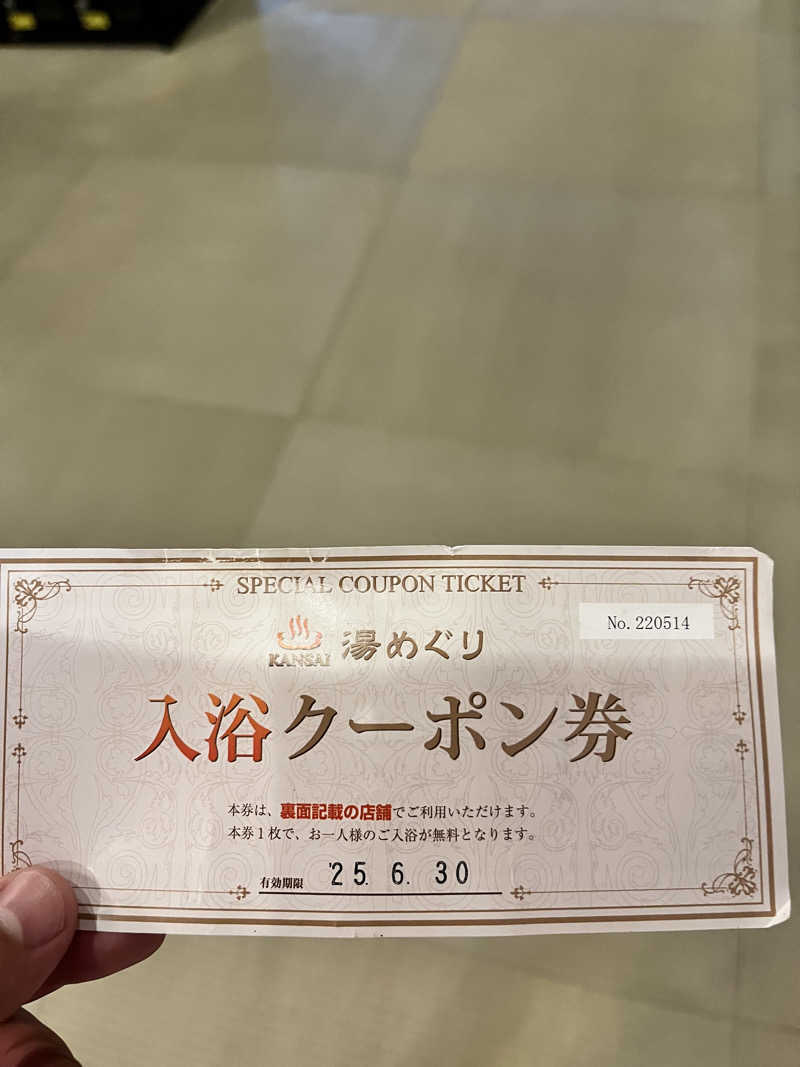 SPECIAL COUPON TICKET
No.220514
KANSAI 湯めぐり
入浴クーポン券
本券は、裏面記載の店舗でご利用いただけます。
本券1枚で、お一人様のご入浴が無料となります。
有効期限 '25. 6. 30